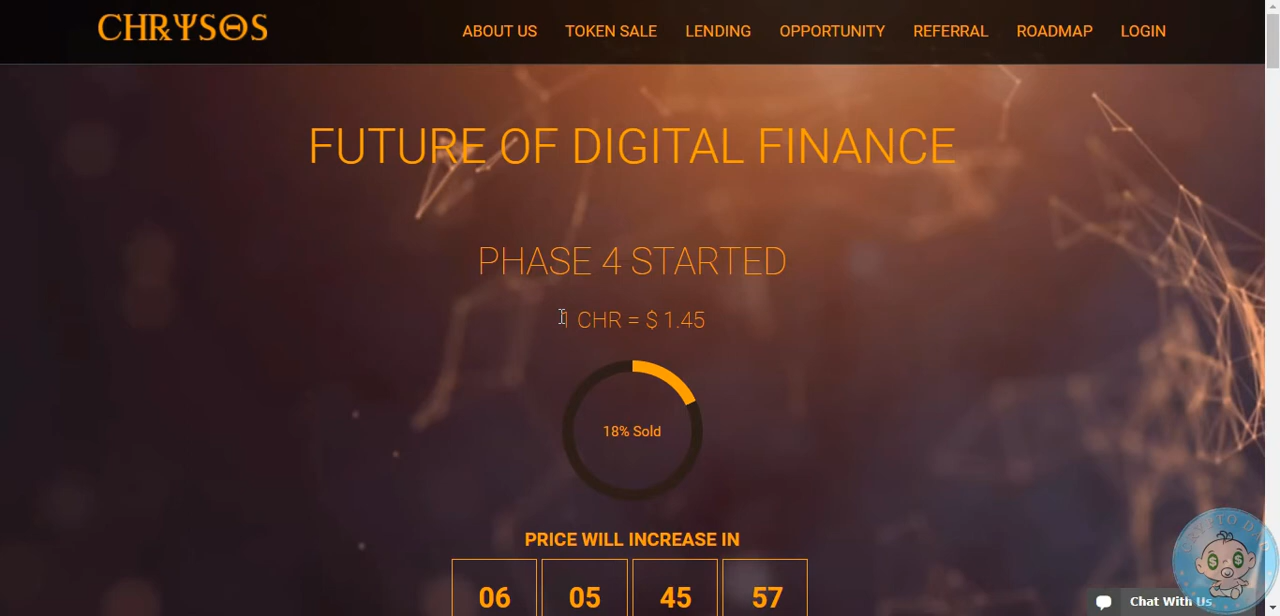 CHRYSOS
ABOUT US TOKEN SALE LENDING OPPORTUNITY REFERRAL ROADMAP LOGIN
FUTURE OF DIGITAL FINANCE
PHASE 4 STARTED
1 CHR = $ 1.45
18% Sold
PRICE WILL INCREASE IN
06 05 45 57
Chat With Us